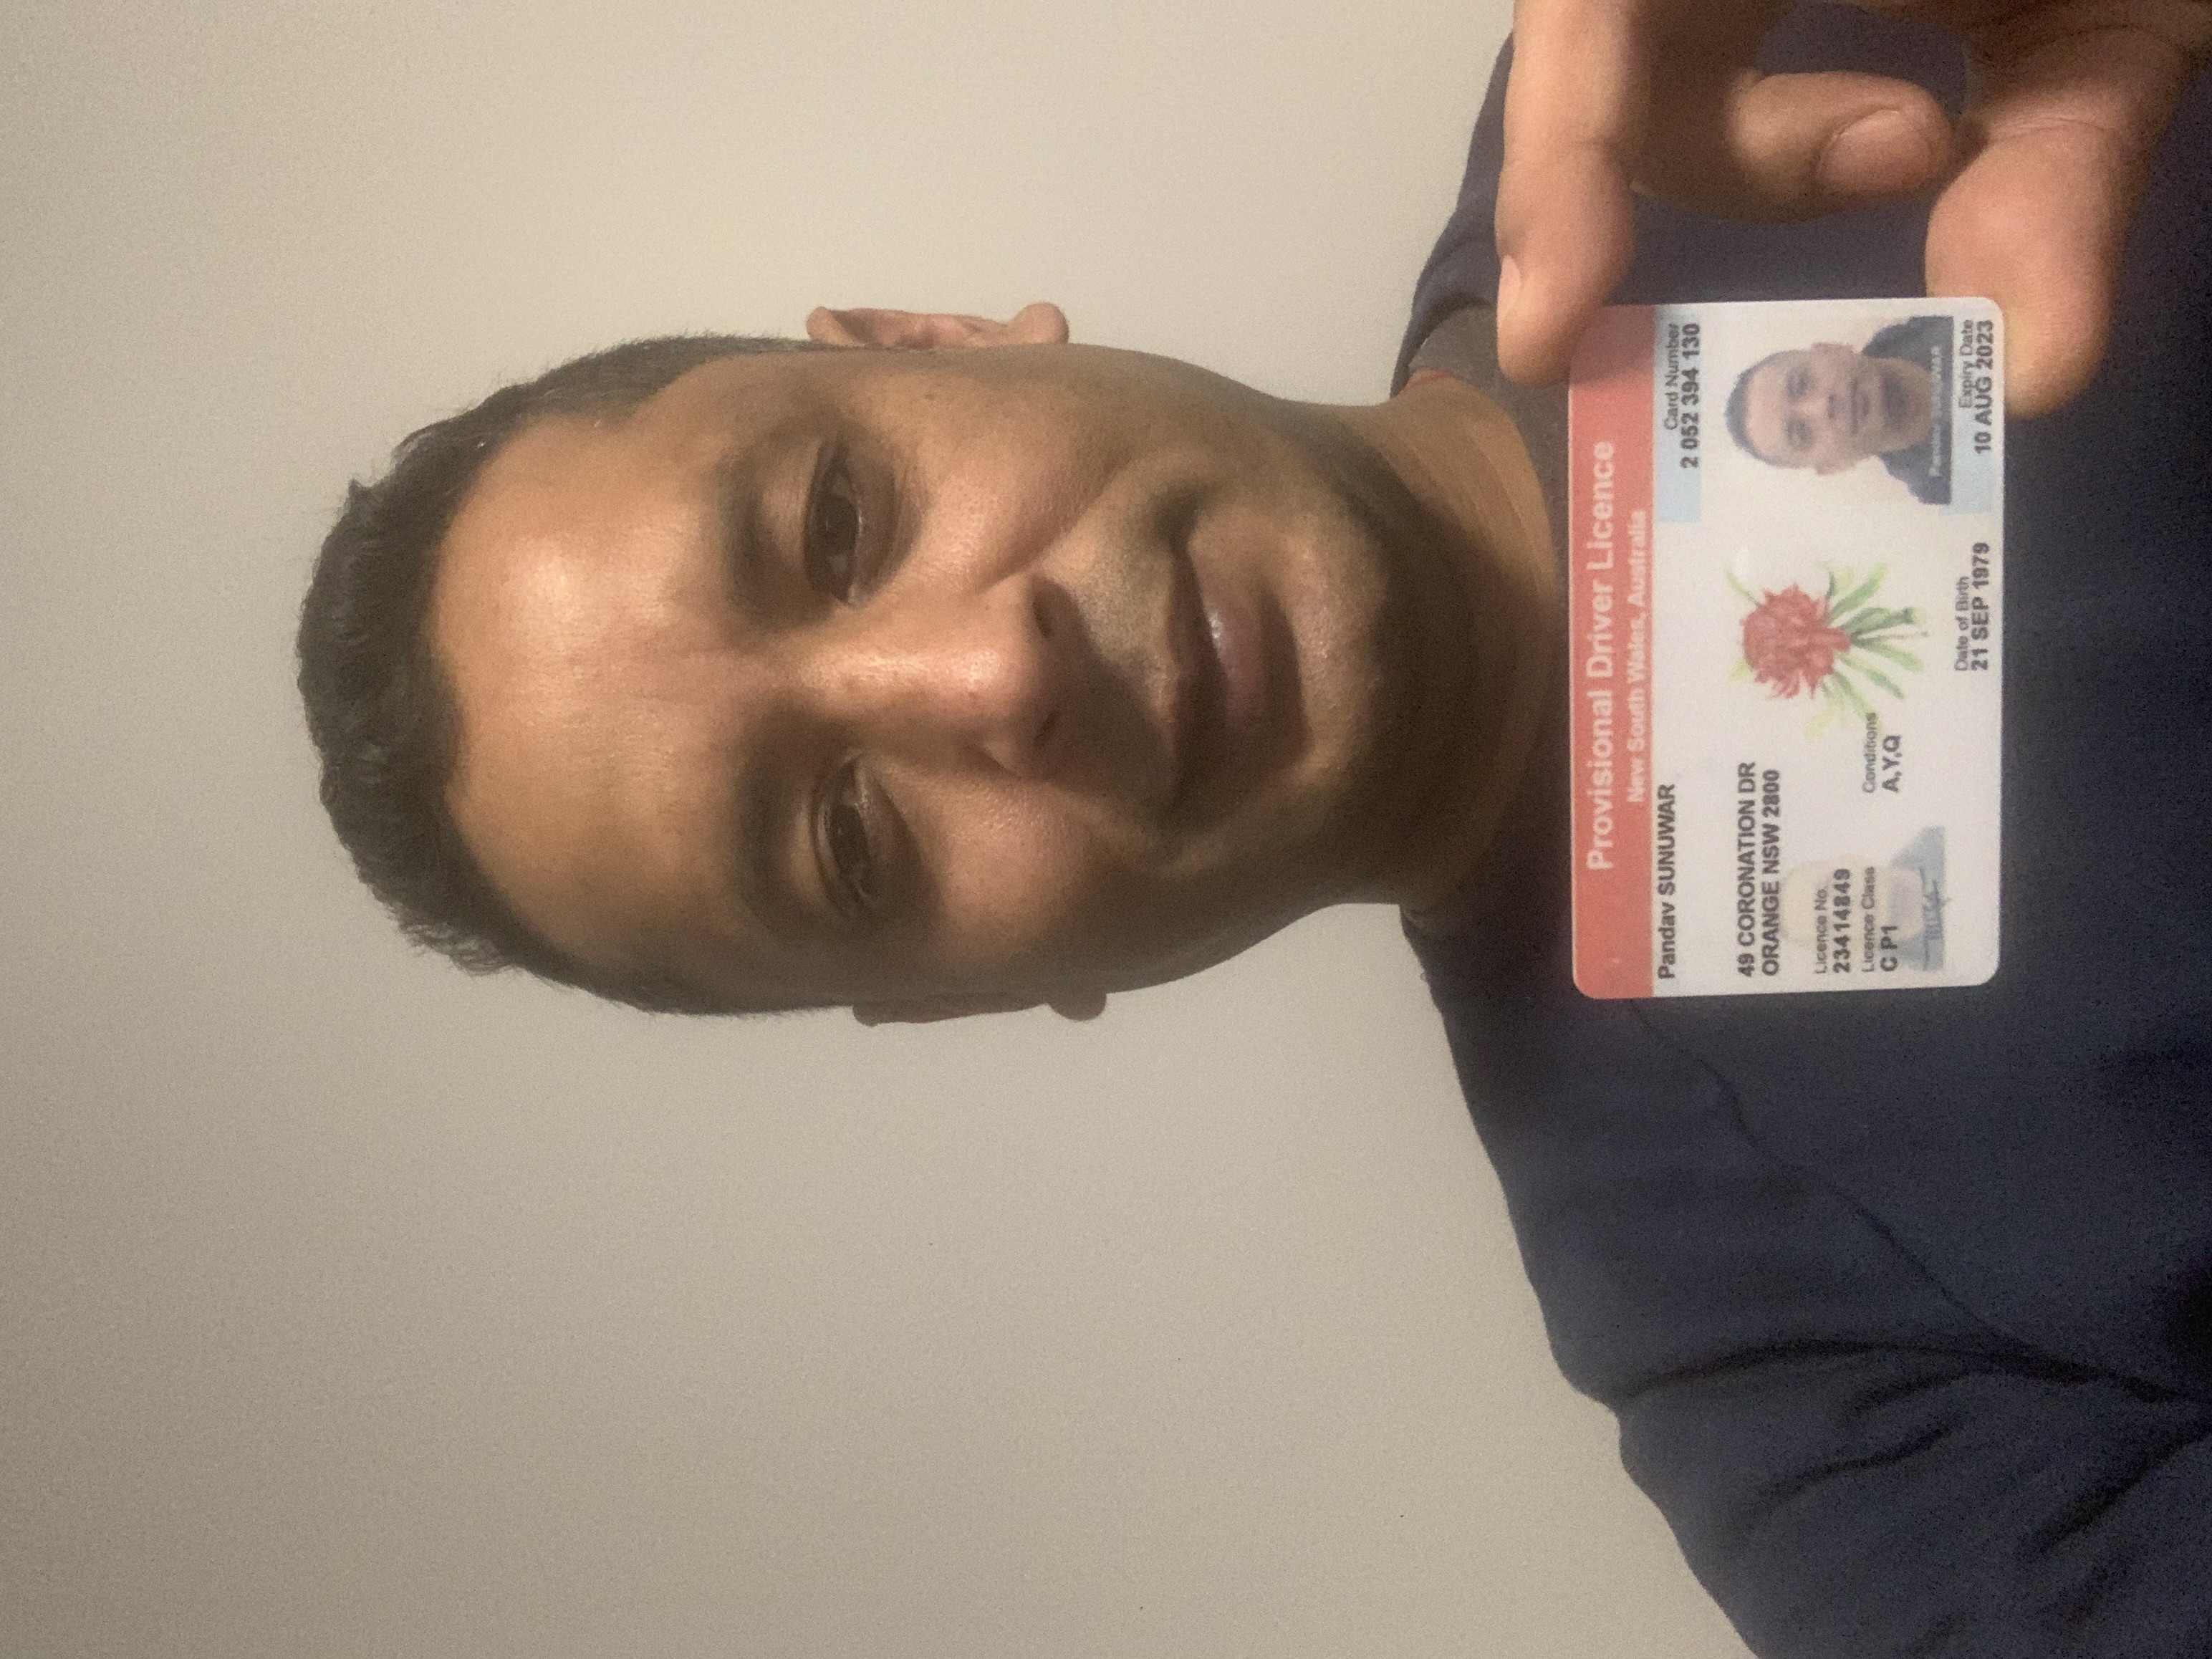 Provisional Driver Licence
New South Wales, Australia
Pandav SUNUWAR
Card Number
2 052 394 130
49 CORONATION DR
ORANGE NSW 2800
Licence No.
23414849
Licence Class
C P1
Conditions
A,Y,Q
Pandav SUNUWAR
Date of Birth
21 SEP 1979
Expiry Date
10 AUG 2023